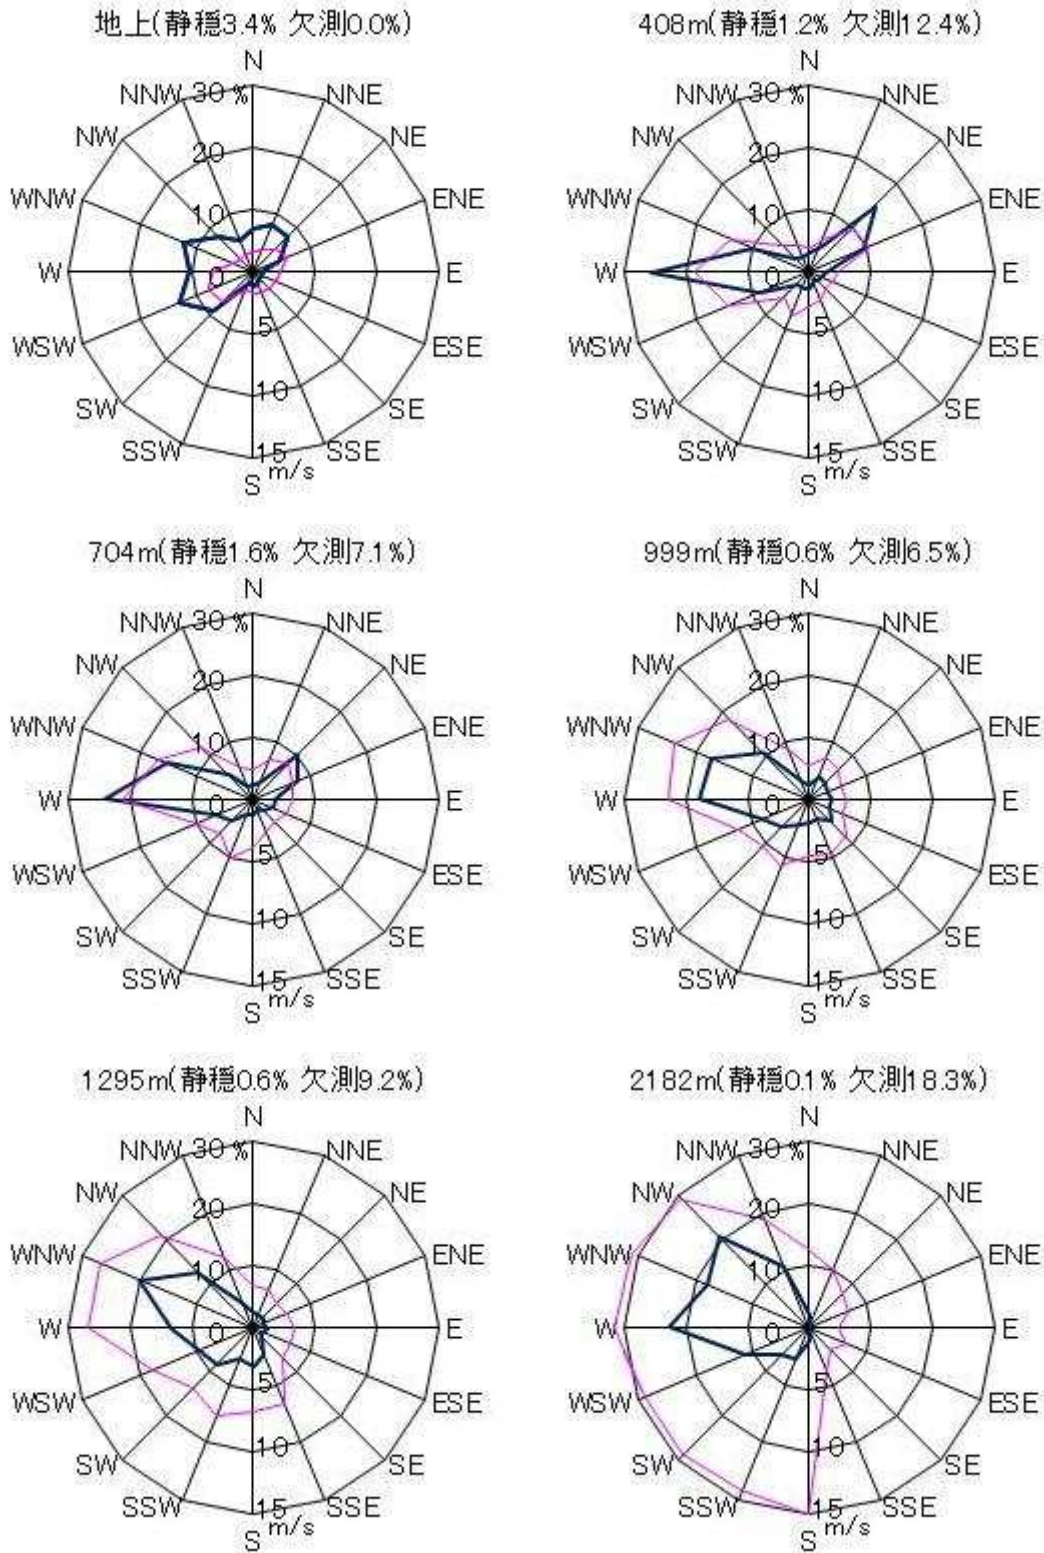 地上(静穏3.4% 欠測0.0%)
N
NNW 30% NNE
NW 20 NE
WNW 10 ENE
W 0 E
WSW 5 ESE
SW 10 SE
SSW 15 m/s SSE
S
408m(静穏1.2% 欠測12.4%)
N
NNW 30% NNE
NW 20 NE
WNW 10 ENE
W 0 E
WSW 5 ESE
SW 10 SE
SSW 15 m/s SSE
S
704m(静穏1.6% 欠測7.1%)
N
NNW 30% NNE
NW 20 NE
WNW 10 ENE
W 0 E
WSW 5 ESE
SW 10 SE
SSW 15 m/s SSE
S
999m(静穏0.6% 欠測6.5%)
N
NNW 30% NNE
NW 20 NE
WNW 10 ENE
W 0 E
WSW 5 ESE
SW 10 SE
SSW 15 m/s SSE
S
1295m(静穏0.6% 欠測9.2%)
N
NNW 30% NNE
NW 20 NE
WNW 10 ENE
W 0 E
WSW 5 ESE
SW 10 SE
SSW 15 m/s SSE
S
2182m(静穏0.1% 欠測18.3%)
N
NNW 30% NNE
NW 20 NE
WNW 10 ENE
W 0 E
WSW 5 ESE
SW 10 SE
SSW 15 m/s SSE
S